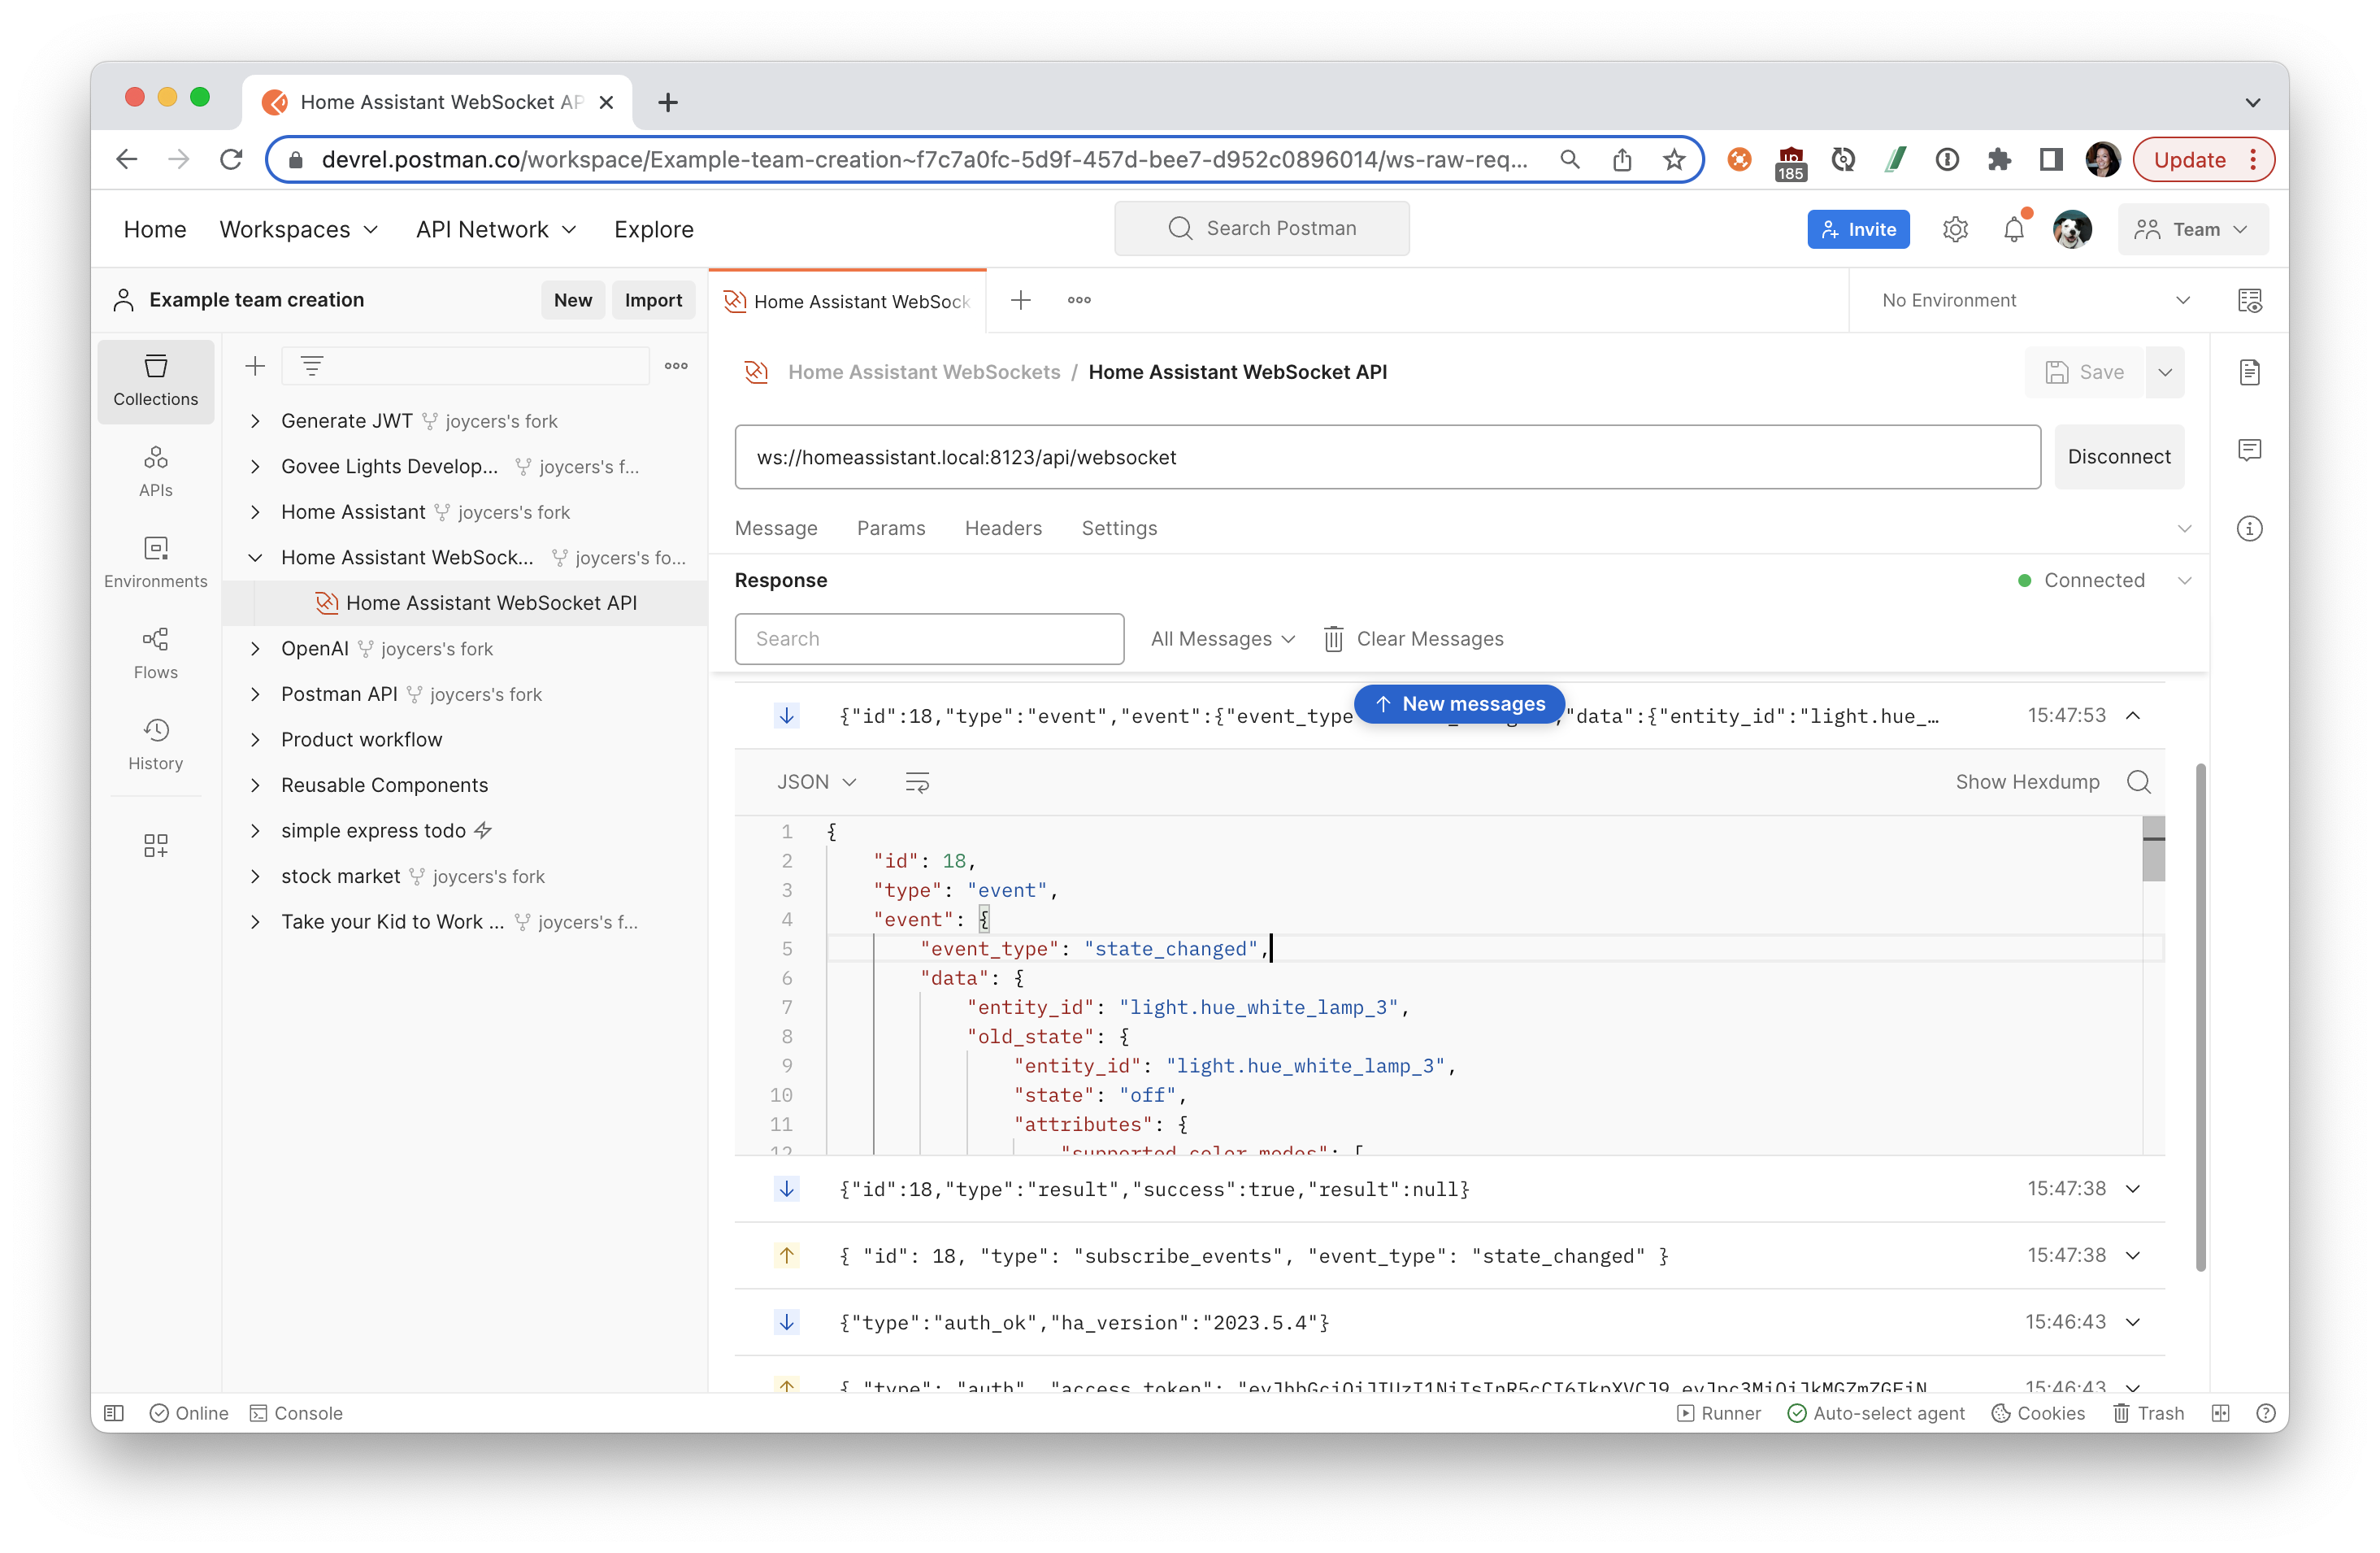 Home Assistant WebSocket AP
devrel.postman.co/workspace/Example-team-creation~f7c7a0fc-5d9f-457d-bee7-d952c0896014/ws-raw-req...
185
Update
Home Workspaces API Network Explore
Search Postman
Invite
Team
Example team creation New Import
Home Assistant WebSock
No Environment
Collections
APIs
Environments
Flows
History
Generate JWT joycers's fork
Govee Lights Develop... joycers's f...
Home Assistant joycers's fork
Home Assistant WebSock... joycers's fo...
Home Assistant WebSocket API
OpenAI joycers's fork
Postman API joycers's fork
Product workflow
Reusable Components
simple express todo
stock market joycers's fork
Take your Kid to Work ... joycers's f...
Home Assistant WebSockets / Home Assistant WebSocket API
Save
ws://homeassistant.local:8123/api/websocket
Disconnect
Message Params Headers Settings
Response
Connected
Search
All Messages Clear Messages
New messages
{"id":18,"type":"event","event":{"event_type "data":{"entity_id":"light.hue_... 15:47:53
JSON Show Hexdump
1 {
2 "id": 18,
3 "type": "event",
4 "event": {
5 "event_type": "state_changed",
6 "data": {
7 "entity_id": "light.hue_white_lamp_3",
8 "old_state": {
9 "entity_id": "light.hue_white_lamp_3",
10 "state": "off",
11 "attributes": {
12 "supported_color_modes": [
{"id":18,"type":"result","success":true,"result":null} 15:47:38
{ "id": 18, "type": "subscribe_events", "event_type": "state_changed" } 15:47:38
{"type":"auth_ok","ha_version":"2023.5.4"} 15:46:43
{ "type": "auth", "access_token": 15:46:43
Online Console
Runner Auto-select agent Cookies Trash